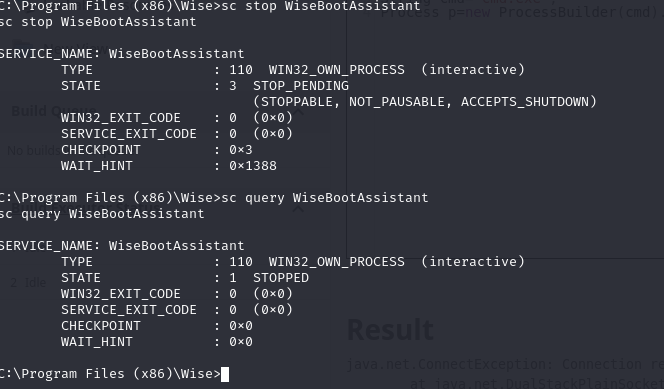 C:\Program Files (x86)\Wise>sc stop WiseBootAssistant
sc stop WiseBootAssistant
SERVICE_NAME: WiseBootAssistant
TYPE : 110 WIN32_OWN_PROCESS (interactive)
STATE : 3 STOP_PENDING
(STOPPABLE, NOT_PAUSABLE, ACCEPTS_SHUTDOWN)
WIN32_EXIT_CODE : 0 (0×0)
SERVICE_EXIT_CODE : 0 (0×0)
CHECKPOINT : 0×3
WAIT_HINT : 0×1388
C:\Program Files (x86)\Wise>sc query WiseBootAssistant
sc query WiseBootAssistant
SERVICE_NAME: WiseBootAssistant
TYPE : 110 WIN32_OWN_PROCESS (interactive)
STATE : 1 STOPPED
WIN32_EXIT_CODE : 0 (0×0)
SERVICE_EXIT_CODE : 0 (0×0)
CHECKPOINT : 0×0
WAIT_HINT : 0×0
C:\Program Files (x86)\Wise>
Process p=new ProcessBuilder(cmd)
Build Queue
No builds
2 Idle
Result
java.net.ConnectException: Connection
at java.net.DualStackPlainSock